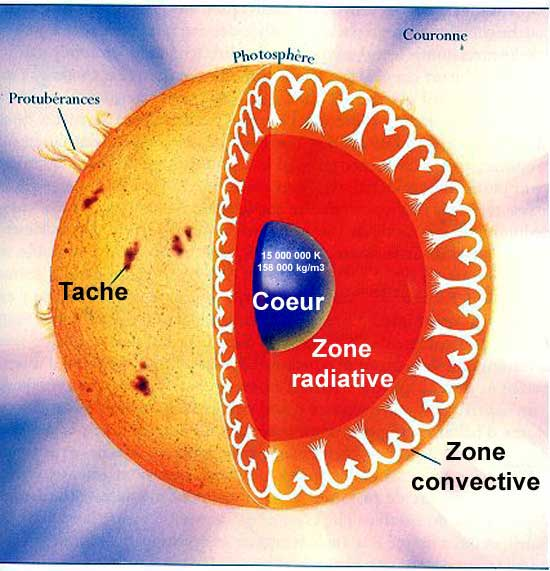 Couronne
Photosphère
Protubérances
15 000 000 K
158 000 kg/m3
Tache
Coeur
Zone
radiative
Zone
convective